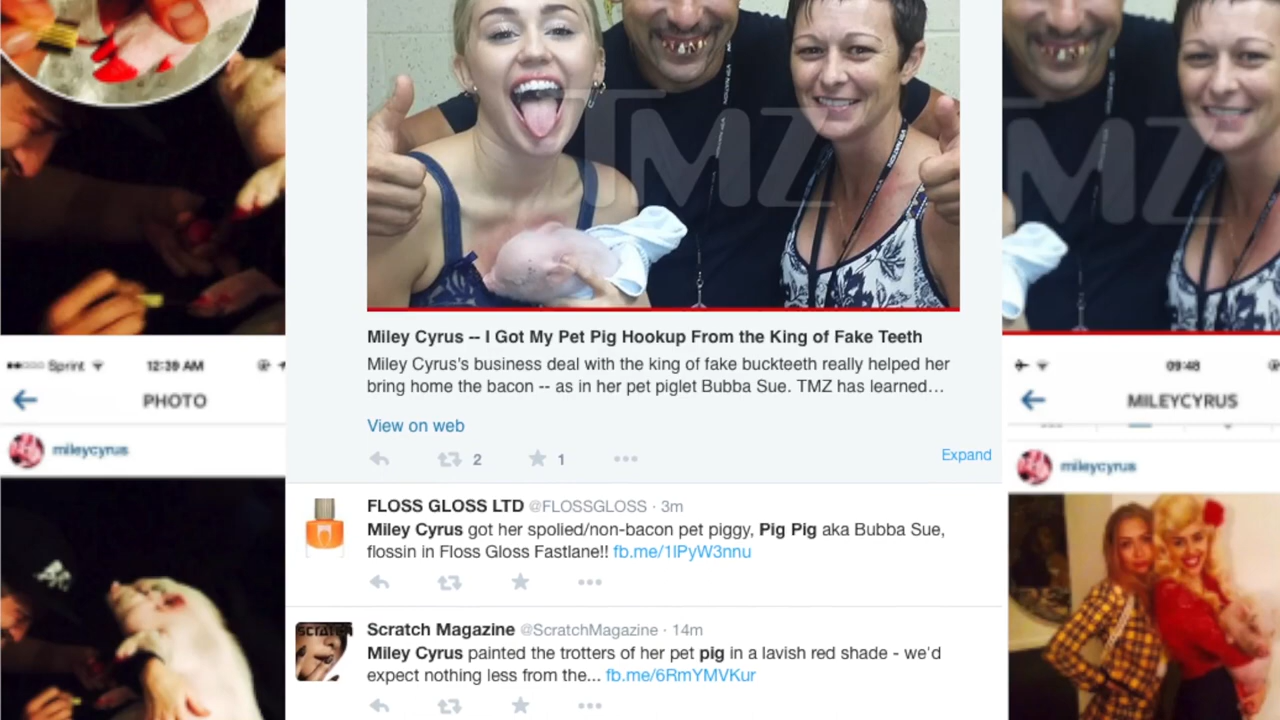 TMZ
Miley Cyrus -- I Got My Pet Pig Hookup From the King of Fake Teeth
Miley Cyrus's business deal with the king of fake buckteeth really helped her
bring home the bacon -- as in her pet piglet Bubba Sue. TMZ has learned...
View on web
2 1
Expand
FLOSS GLOSS LTD @FLOSSGLOSS · 3m
Miley Cyrus got her spolied/non-bacon pet piggy, Pig Pig aka Bubba Sue,
flossin in Floss Gloss Fastlane!! fb.me/1lPyW3nnu
SCRATCH
Scratch Magazine @ScratchMagazine · 14m
Miley Cyrus painted the trotters of her pet pig in a lavish red shade - we'd
expect nothing less from the... fb.me/6RmYMVKur
Sprint 12:39 AM
PHOTO
mileycyrus
TMZ
09:48
MILEYCYRUS
mileycyrus